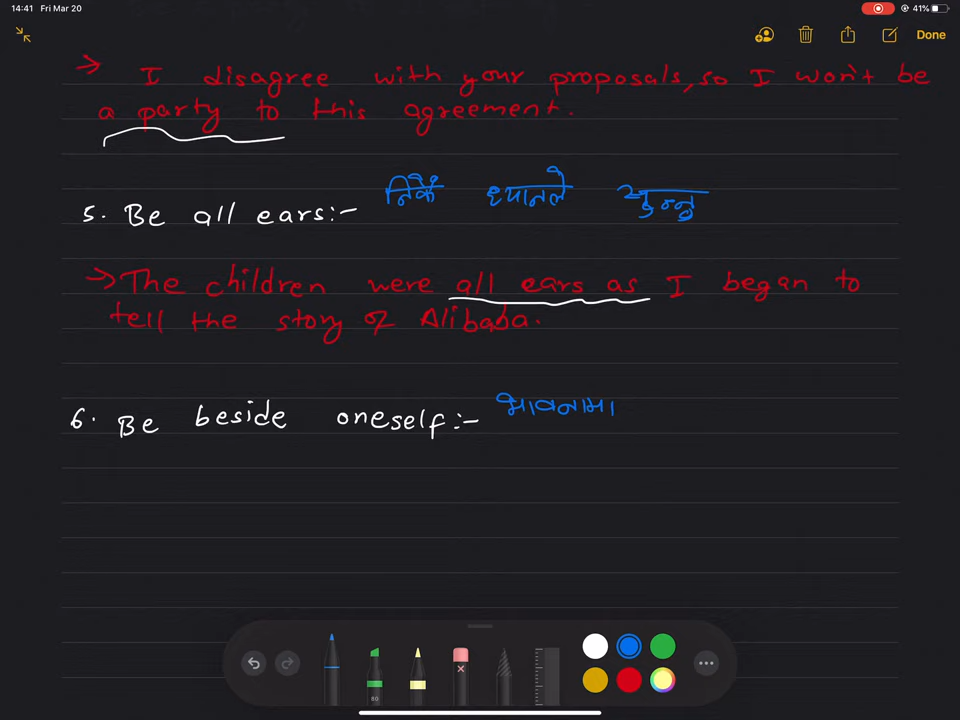 14:41 Fri Mar 20
41%
Done
→ I disagree with your proposals, so I won't be
a party to this agreement.
5. Be all ears:- निकै ध्यानले सुन्नु
→ The children were all ears as I began to
tell the story of Alibaba.
6. Be beside oneself:- भावनामा
80